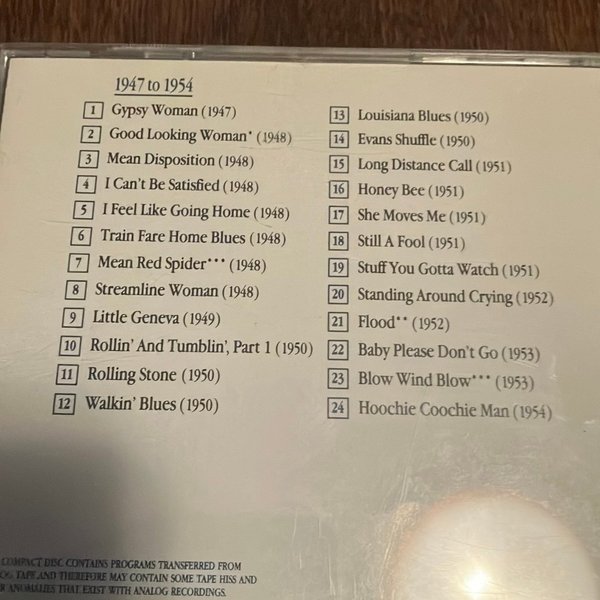 1947 to 1954
1 Gypsy Woman (1947)
2 Good Looking Woman* (1948)
3 Mean Disposition (1948)
4 I Can't Be Satisfied (1948)
5 I Feel Like Going Home (1948)
6 Train Fare Home Blues (1948)
7 Mean Red Spider*** (1948)
8 Streamline Woman (1948)
9 Little Geneva (1949)
10 Rollin' And Tumblin', Part 1 (1950)
11 Rolling Stone (1950)
12 Walkin' Blues (1950)
13 Louisiana Blues (1950)
14 Evans Shuffle (1950)
15 Long Distance Call (1951)
16 Honey Bee (1951)
17 She Moves Me (1951)
18 Still A Fool (1951)
19 Stuff You Gotta Watch (1951)
20 Standing Around Crying (1952)
21 Flood** (1952)
22 Baby Please Don't Go (1953)
23 Blow Wind Blow*** (1953)
24 Hoochie Coochie Man (1954)
COMPACT DISC CONTAINS PROGRAMS TRANSFERRED FROM
TAPE AND THEREFORE MAY CONTAIN SOME TAPE HISS AND
ANOMALIES THAT EXIST WITH ANALOG RECORDINGS.